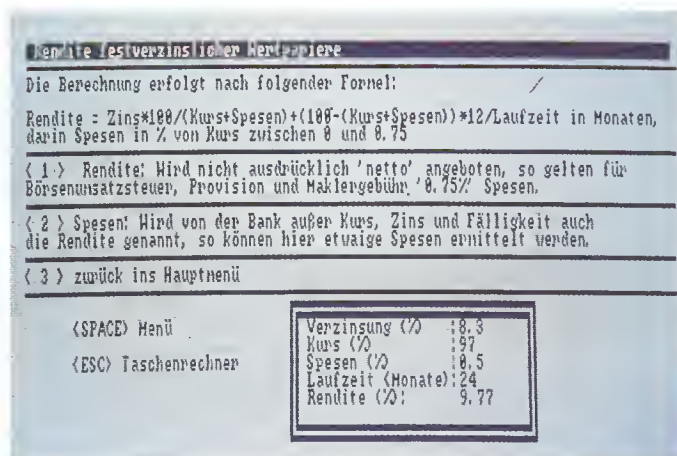 Rendite festverzinslicher Wertpapiere
Die Berechnung erfolgt nach folgender Formel:
Rendite = Zins*100/(Kurs+Spesen)+(100-(Kurs+Spesen))*12/Laufzeit in Monaten,
darin Spesen in % von Kurs zwischen 0 und 0.75
< 1 > Rendite: Wird nicht ausdrücklich 'netto' angeboten, so gelten für
Börsenumsatzsteuer, Provision und Maklergebühr '0.75%' Spesen.
< 2 > Spesen: Wird von der Bank außer Kurs, Zins und Fälligkeit auch
die Rendite genannt, so können hier etwaige Spesen ermittelt werden.
< 3 > zurück ins Hauptmenü
<SPACE> Menü
<ESC> Taschenrechner
Verzinsung (%) :8.3
Kurs (%) :97
Spesen (%) :0.5
Laufzeit (Monate):24
Rendite (%): 9.77